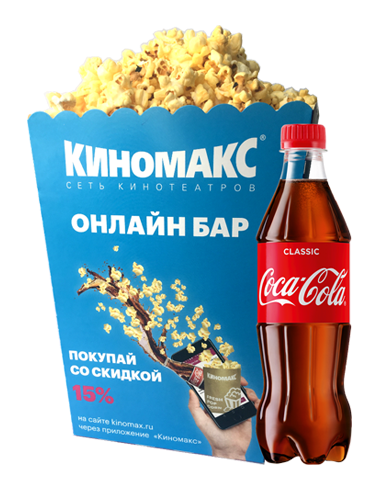 КИНОМАКС®
СЕТЬ КИНОТЕАТРОВ
ОНЛАЙН БАР
CLASSIC
Coca-Cola
ПОКУПАЙ
СО СКИДКОЙ
15%
на сайте kinomax.ru
через приложение «Киномакс»
КИНОМАКС